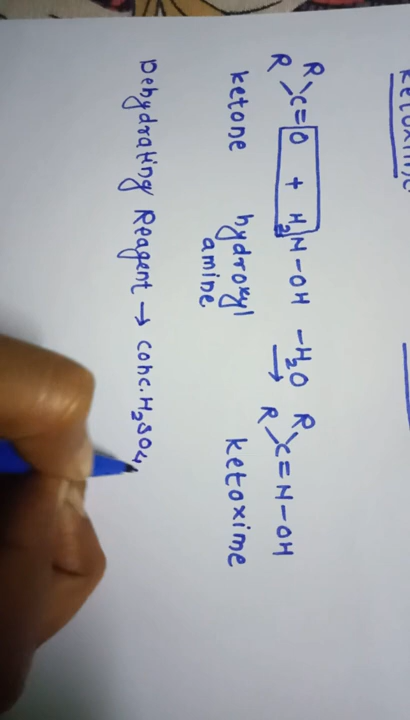 ketoxime
R
C=O + H2N-OH -H2O → R
R C=N-OH
R
ketone hydroxyl amine ketoxime
Dehydrating Reagent → conc.H2SO4